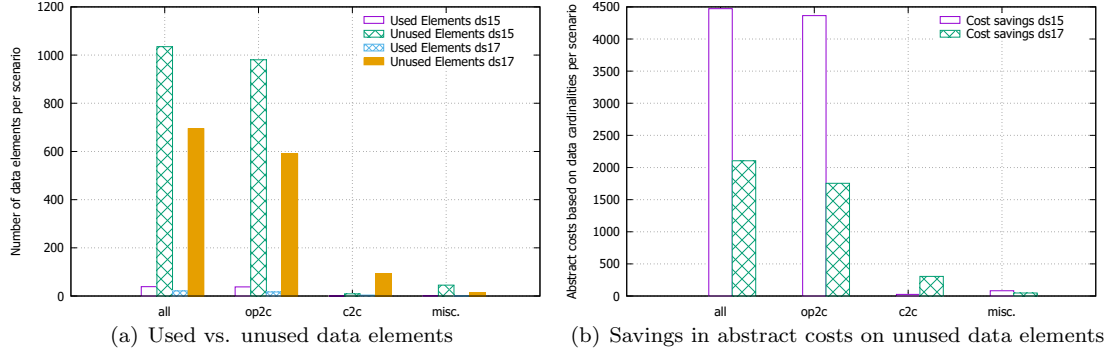 1200
1000
800
600
400
200
0
Number of data elements per scenario
all
op2c
c2c
misc.
Used Elements ds15
Unused Elements ds15
Used Elements ds17
Unused Elements ds17
(a) Used vs. unused data elements
4500
4000
3500
3000
2500
2000
1500
1000
500
0
Abstract costs based on data cardinalities per scenario
all
op2c
c2c
misc.
Cost savings ds15
Cost savings ds17
(b) Savings in abstract costs on unused data elements